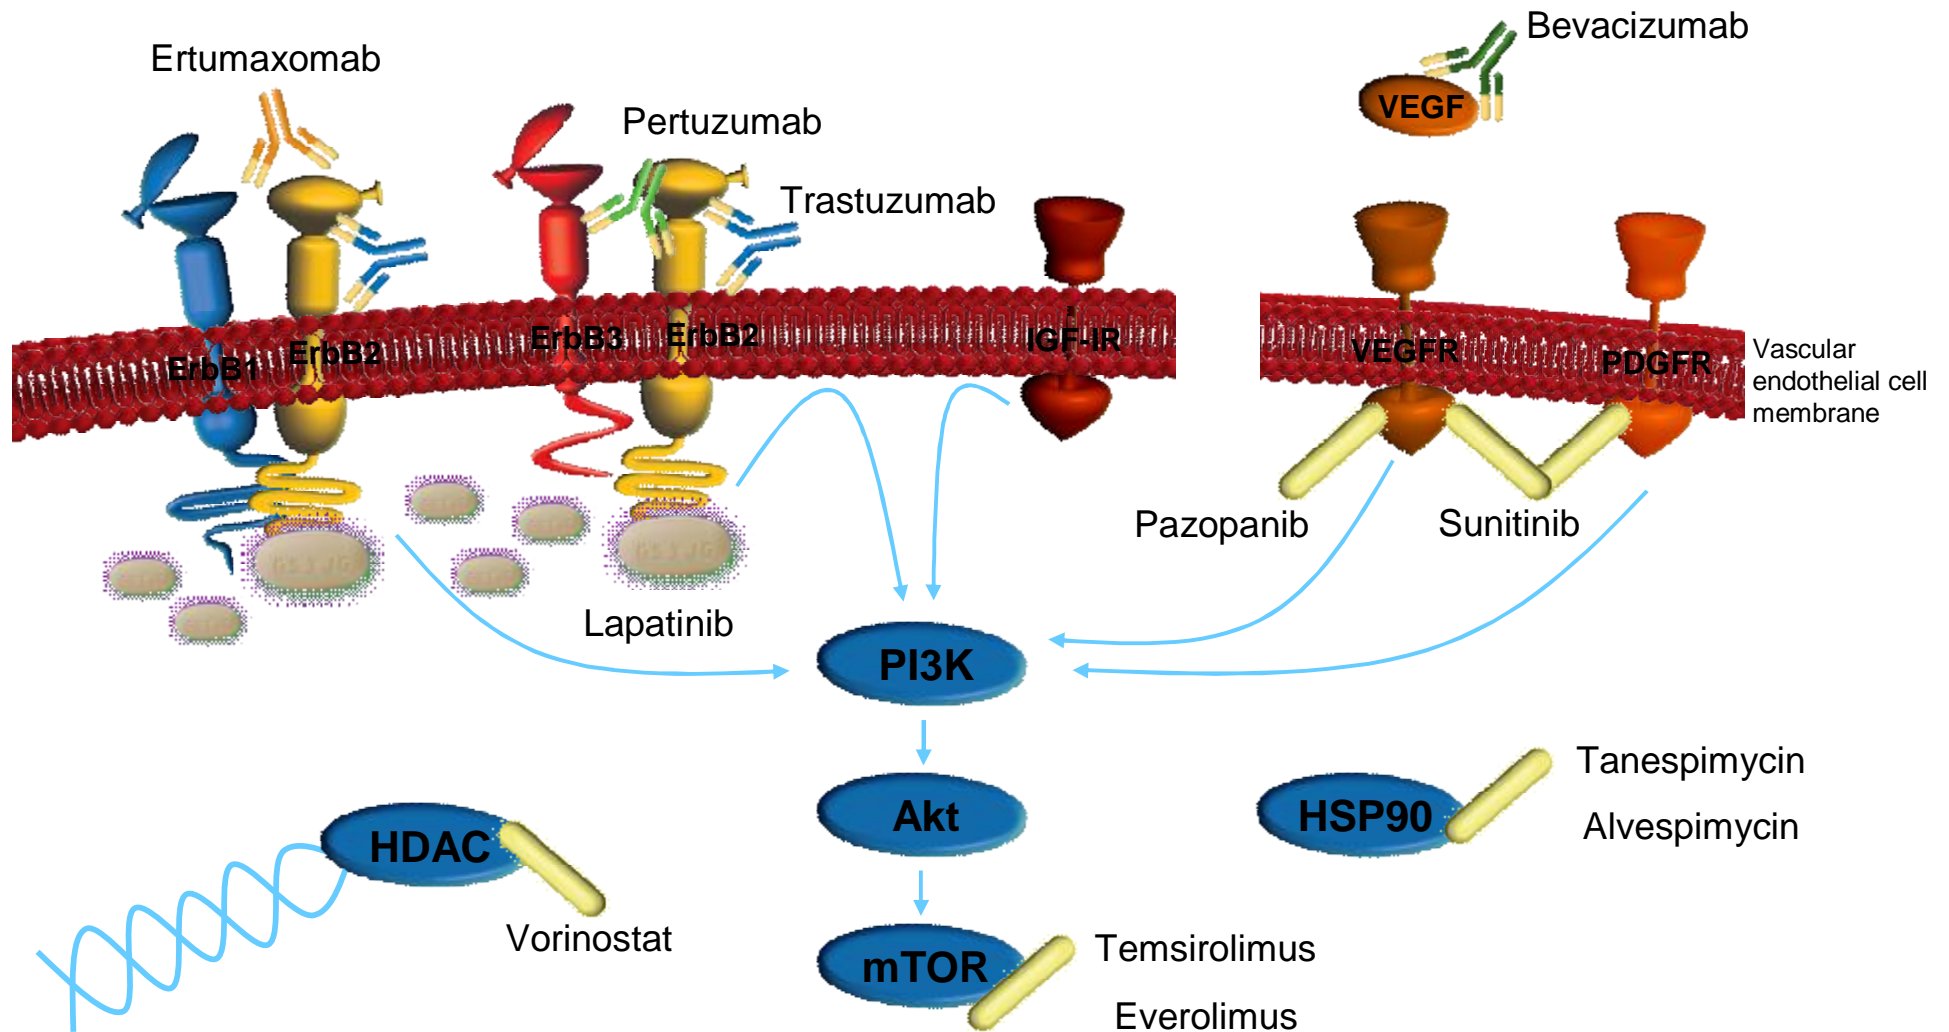 Bevacizumab
Ertumaxomab
VEGF
Pertuzumab
Trastuzumab
ErbB1
ErbB2
ErbB3
ErbB2
IGF-IR
VEGFR
PDGFR
Vascular
endothelial cell
membrane
Pazopanib
Sunitinib
Lapatinib
PI3K
Tanespimycin
HSP90
Alvespimycin
Akt
HDAC
Vorinostat
mTOR
Temsirolimus
Everolimus